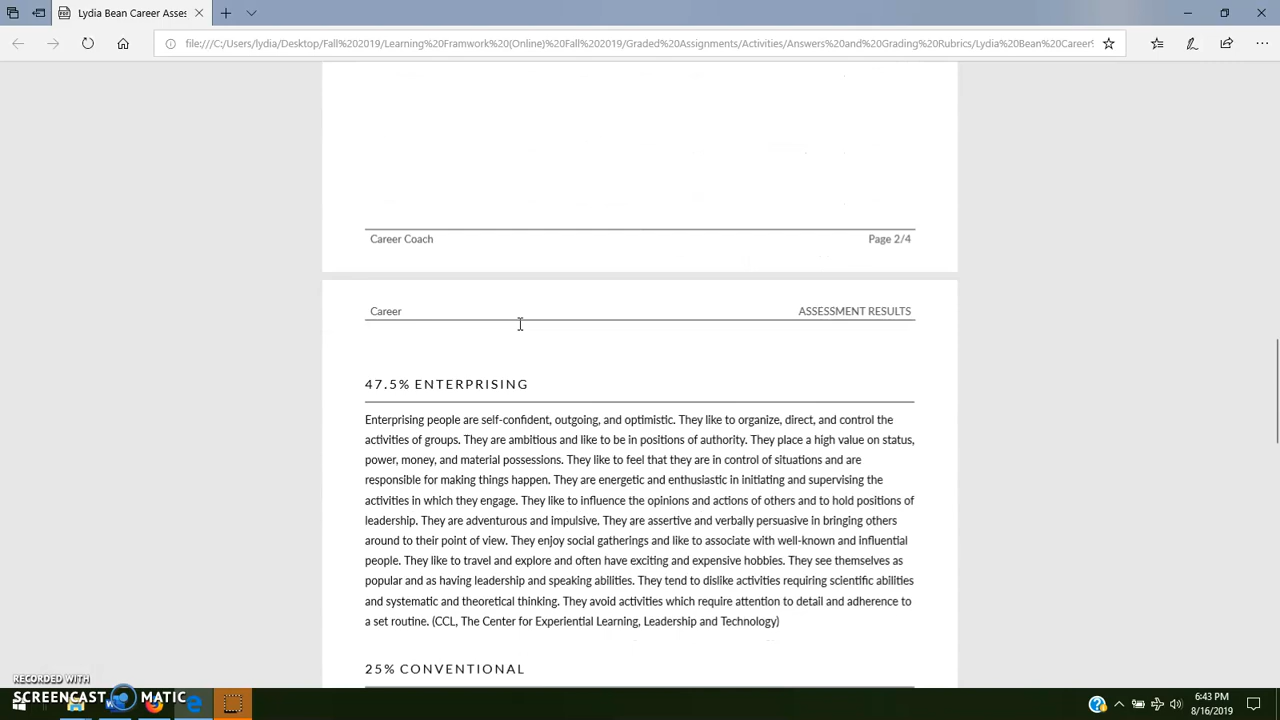 Lydia Bean Career Asses
file:///C:/Users/lydia/Desktop/Fall%202019/Learning%20Framwork%20(Online)%20Fall%202019/Graded%20Assignments/Activities/Answers%20and%20Grading%20Rubrics/Lydia%20Bean%20Career%
Career Coach Page 2/4
Career ASSESSMENT RESULTS
47.5% ENTERPRISING
Enterprising people are self-confident, outgoing, and optimistic. They like to organize, direct, and control the
activities of groups. They are ambitious and like to be in positions of authority. They place a high value on status,
power, money, and material possessions. They like to feel that they are in control of situations and are
responsible for making things happen. They are energetic and enthusiastic in initiating and supervising the
activities in which they engage. They like to influence the opinions and actions of others and to hold positions of
leadership. They are adventurous and impulsive. They are assertive and verbally persuasive in bringing others
around to their point of view. They enjoy social gatherings and like to associate with well-known and influential
people. They like to travel and explore and often have exciting and expensive hobbies. They see themselves as
popular and as having leadership and speaking abilities. They tend to dislike activities requiring scientific abilities
and systematic and theoretical thinking. They avoid activities which require attention to detail and adherence to
a set routine. (CCL, The Center for Experiential Learning, Leadership and Technology)
25% CONVENTIONAL
RECORDED WITH
SCREENCAST MATIC
6:43 PM
8/16/2019